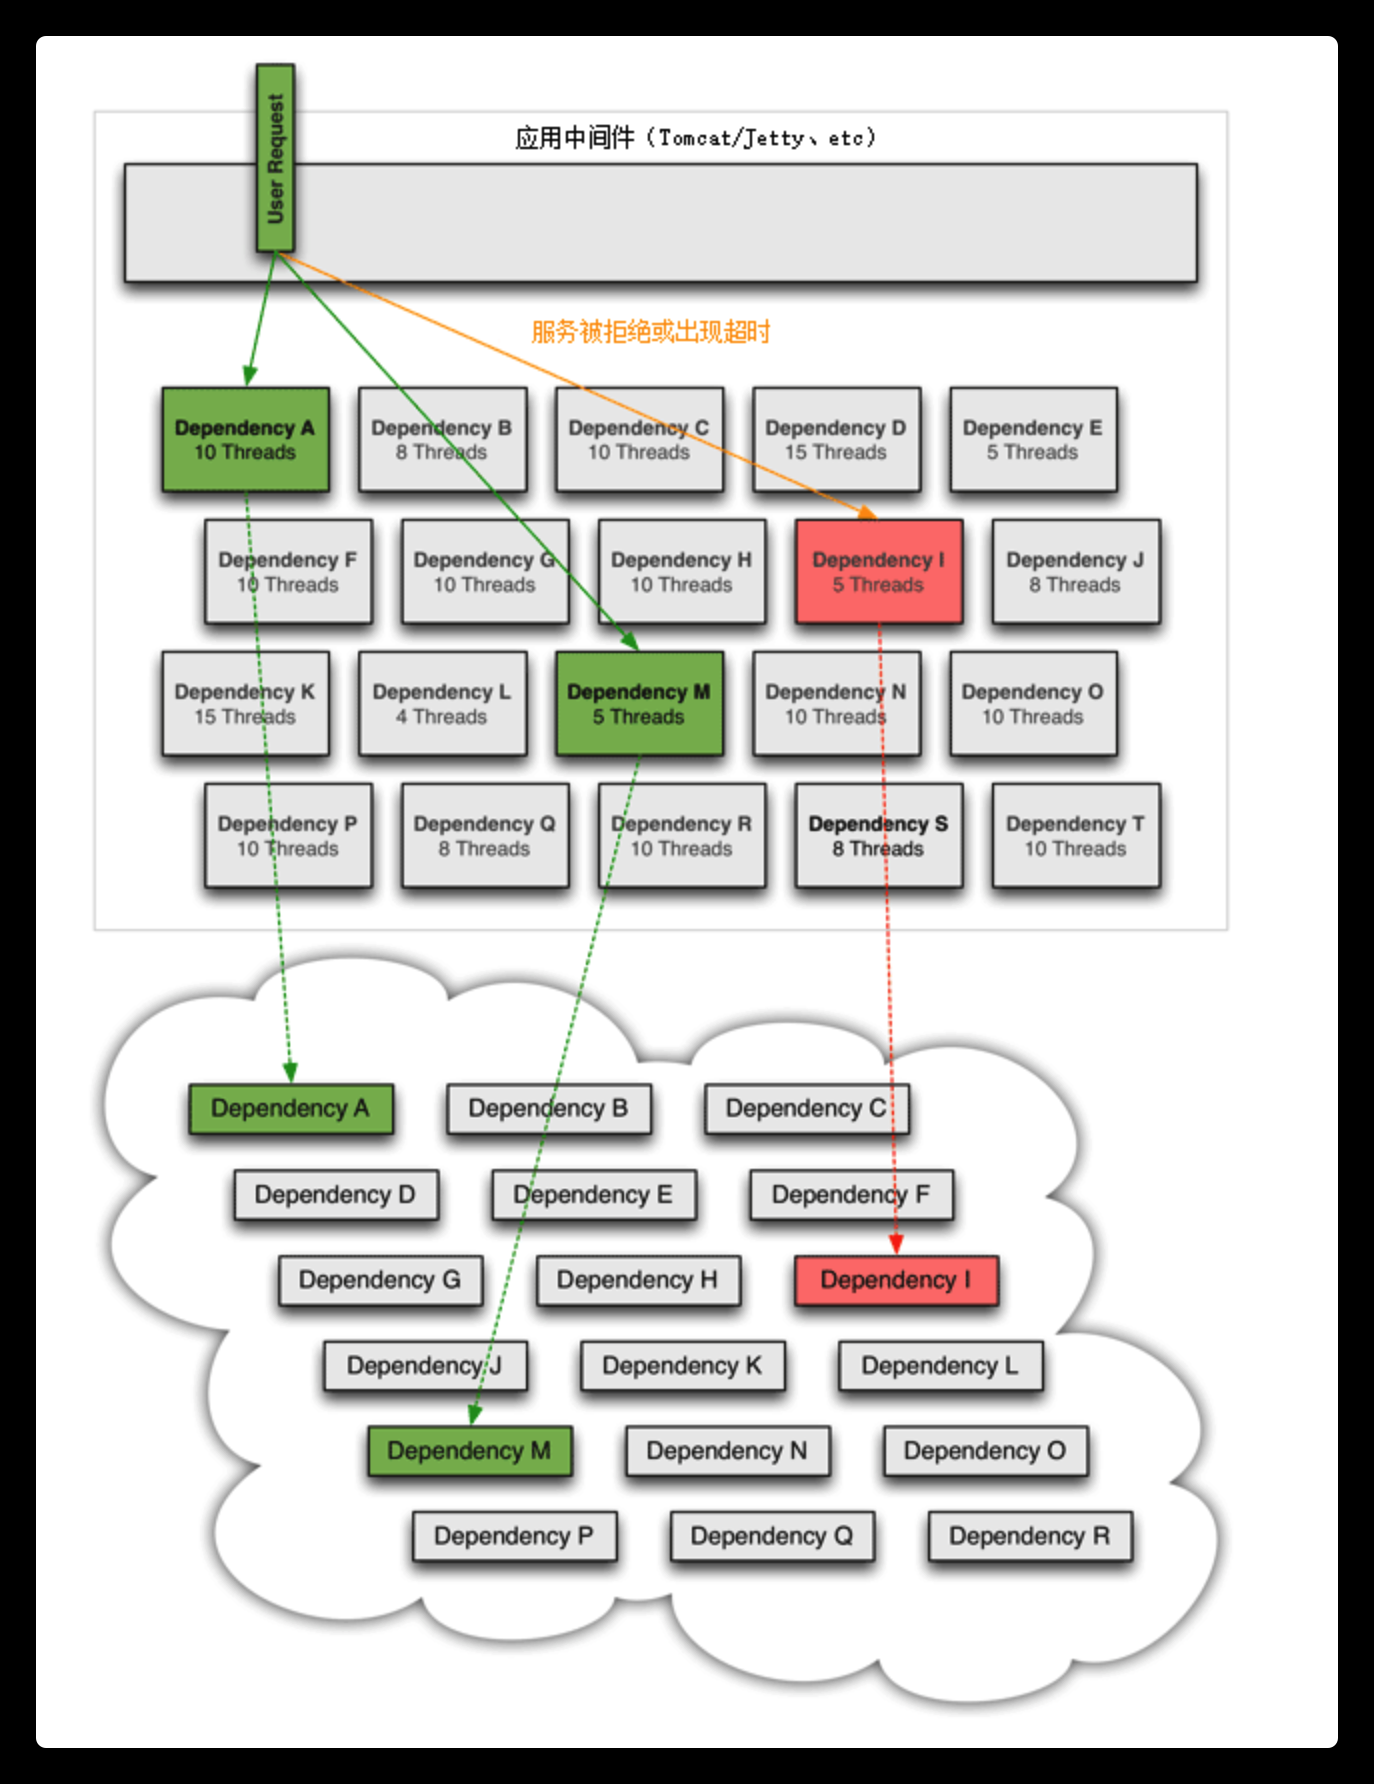 User Request
应用中间件（Tomcat/Jetty、etc）
服务被拒绝或出现超时
Dependency A
10 Threads
Dependency B
8 Threads
Dependency C
10 Threads
Dependency D
15 Threads
Dependency E
5 Threads
Dependency F
10 Threads
Dependency G
10 Threads
Dependency H
10 Threads
Dependency I
5 Threads
Dependency J
8 Threads
Dependency K
15 Threads
Dependency L
4 Threads
Dependency M
5 Threads
Dependency N
10 Threads
Dependency O
10 Threads
Dependency P
10 Threads
Dependency Q
8 Threads
Dependency R
10 Threads
Dependency S
8 Threads
Dependency T
10 Threads
Dependency A
Dependency B
Dependency C
Dependency D
Dependency E
Dependency F
Dependency G
Dependency H
Dependency I
Dependency J
Dependency K
Dependency L
Dependency M
Dependency N
Dependency O
Dependency P
Dependency Q
Dependency R